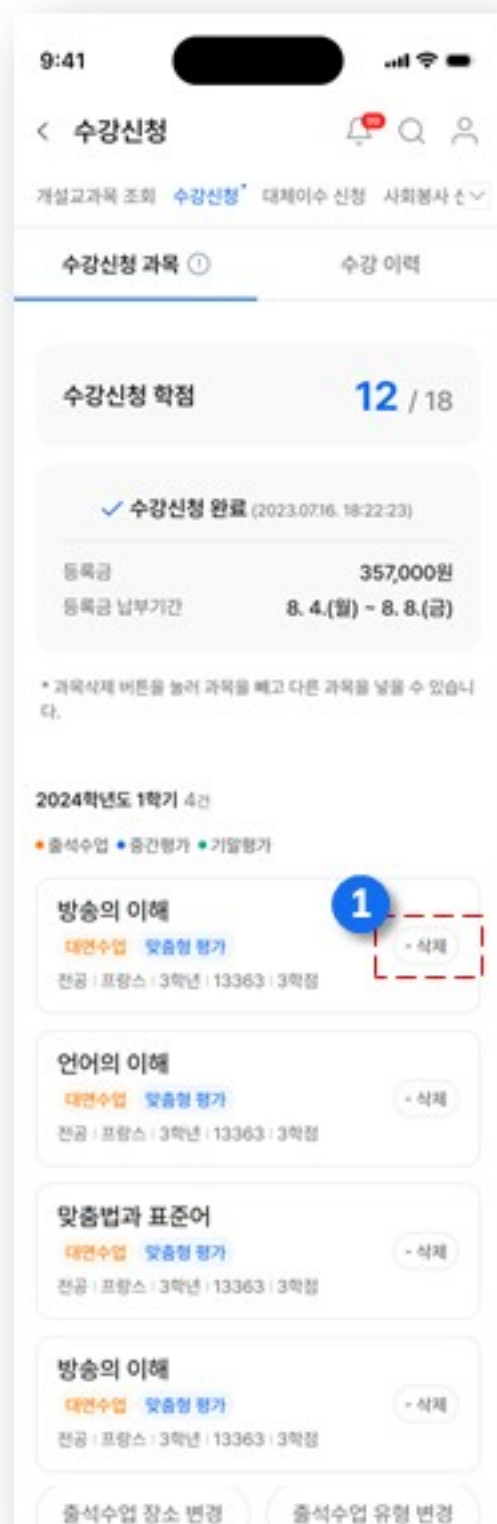 9:41
수강신청
개설교과목 조회 수강신청 대체이수 신청 사회봉사
수강신청 과목 수강 이력
수강신청 학점 12 / 18
수강신청 완료 (2023.07.16. 18:22:23)
등록금 357,000원
등록금 납부기간 8. 4.(월) ~ 8. 8.(금)
* 과목삭제 버튼을 눌러 과목을 빼고 다른 과목을 넣을 수 있습니
다.
2024학년도 1학기 4건
출석수업 중간평가 기말평가
1
방송의 이해
대면수업 맞춤형 평가 - 삭제
전공 | 프랑스 | 3학년 | 13363 | 3학점
언어의 이해
대면수업 맞춤형 평가 - 삭제
전공 | 프랑스 | 3학년 | 13363 | 3학점
맞춤법과 표준어
대면수업 맞춤형 평가 - 삭제
전공 | 프랑스 | 3학년 | 13363 | 3학점
방송의 이해
대면수업 맞춤형 평가 - 삭제
전공 | 프랑스 | 3학년 | 13363 | 3학점
출석수업 장소 변경 출석수업 유형 변경